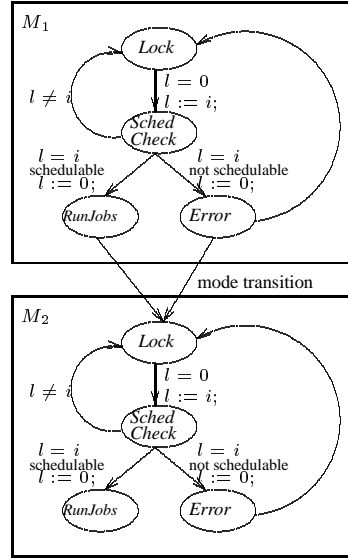 M1
Lock
l = 0
l := i;
l ≠ i
Sched
Check
l = i
schedulable
l := 0;
l = i
not schedulable
l := 0;
RunJobs
Error
mode transition
M2
Lock
l = 0
l := i;
l ≠ i
Sched
Check
l = i
schedulable
l := 0;
l = i
not schedulable
l := 0;
RunJobs
Error